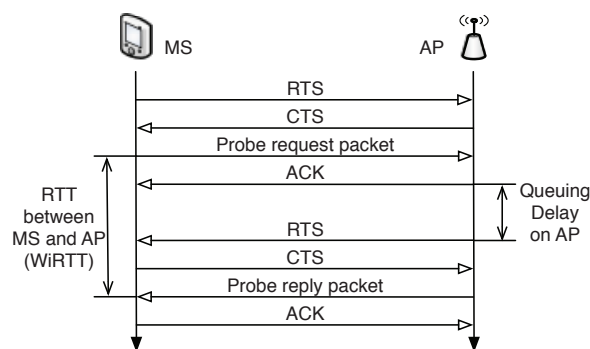 MS
AP
RTS
CTS
Probe request packet
ACK
RTT
between
MS and AP
(WiRTT)
Queuing
Delay
on AP
RTS
CTS
Probe reply packet
ACK